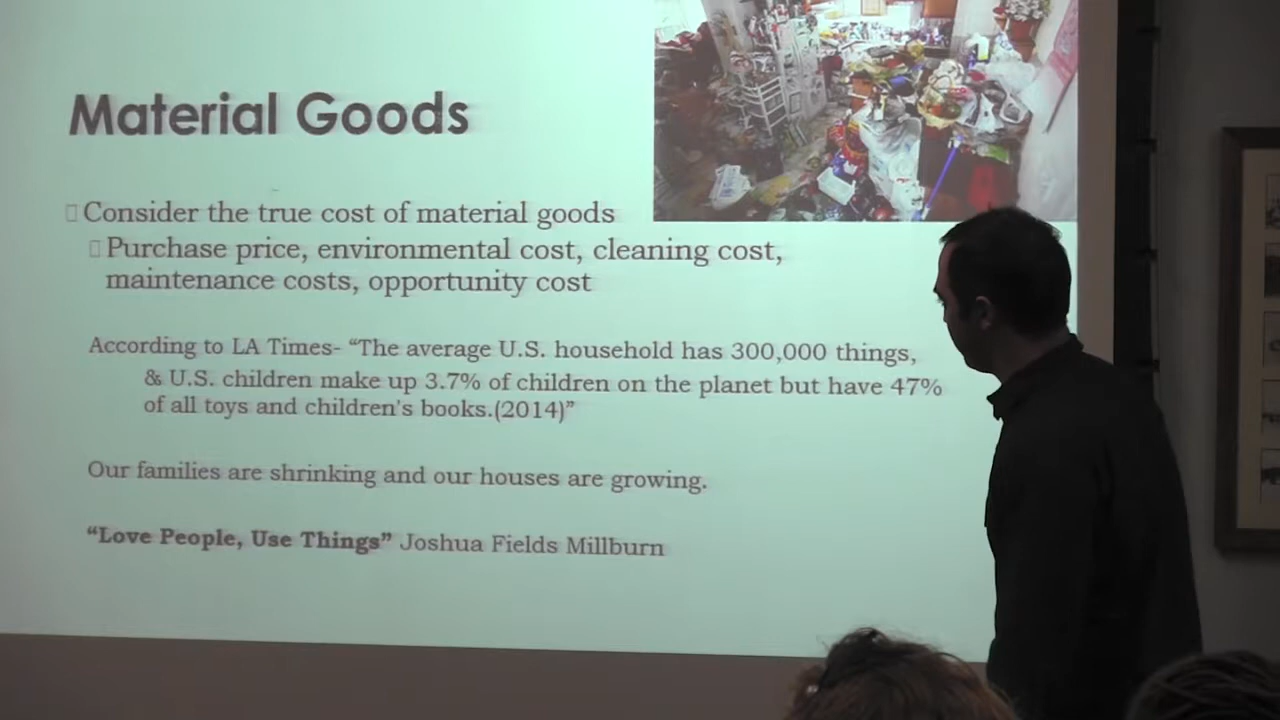 Material Goods
Consider the true cost of material goods
Purchase price, environmental cost, cleaning cost,
maintenance costs, opportunity cost
According to LA Times- “The average U.S. household has 300,000 things,
& U.S. children make up 3.7% of children on the planet but have 47%
of all toys and children's books.(2014)”
Our families are shrinking and our houses are growing.
“Love People, Use Things” Joshua Fields Millburn